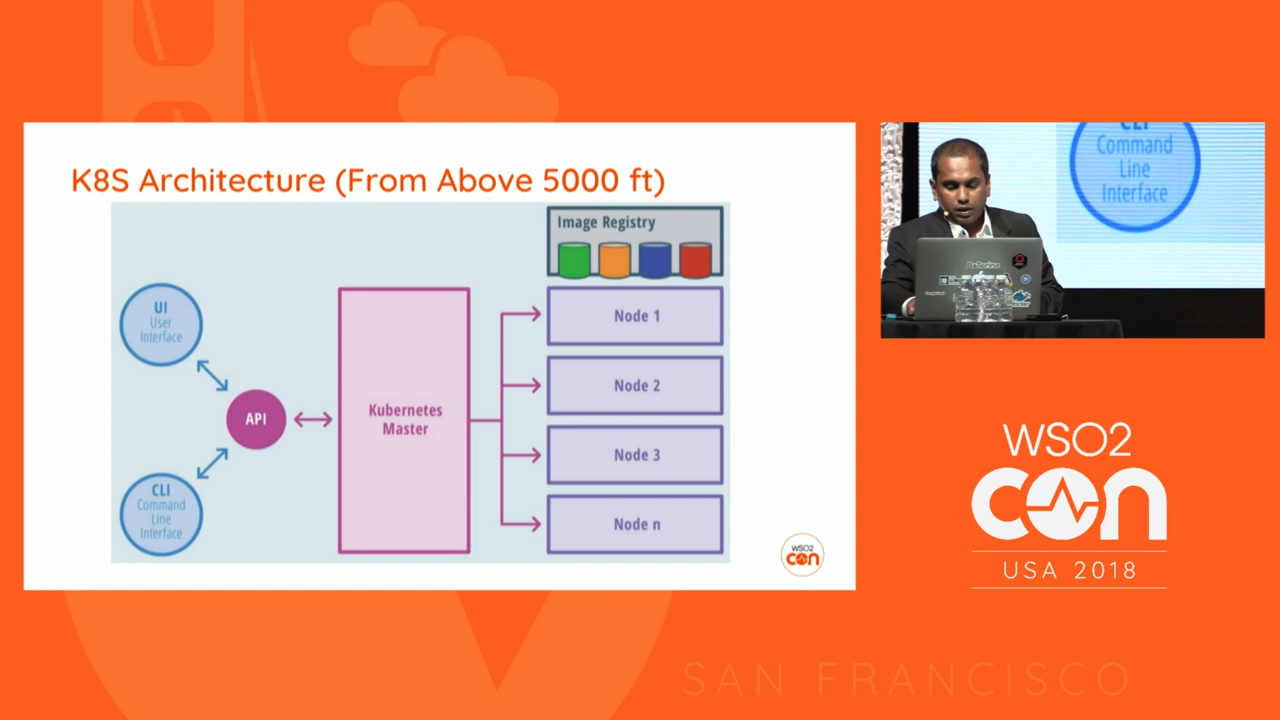 K8S Architecture (From Above 5000 ft)
Image Registry
UI
User
Interface
API
CLI
Command
Line
Interface
Kubernetes
Master
Node 1
Node 2
Node 3
Node n
WSO2
con
CLI
Command
Line
Interface
Ballerina
WSO2
con
USA 2018
SAN FRANCISCO